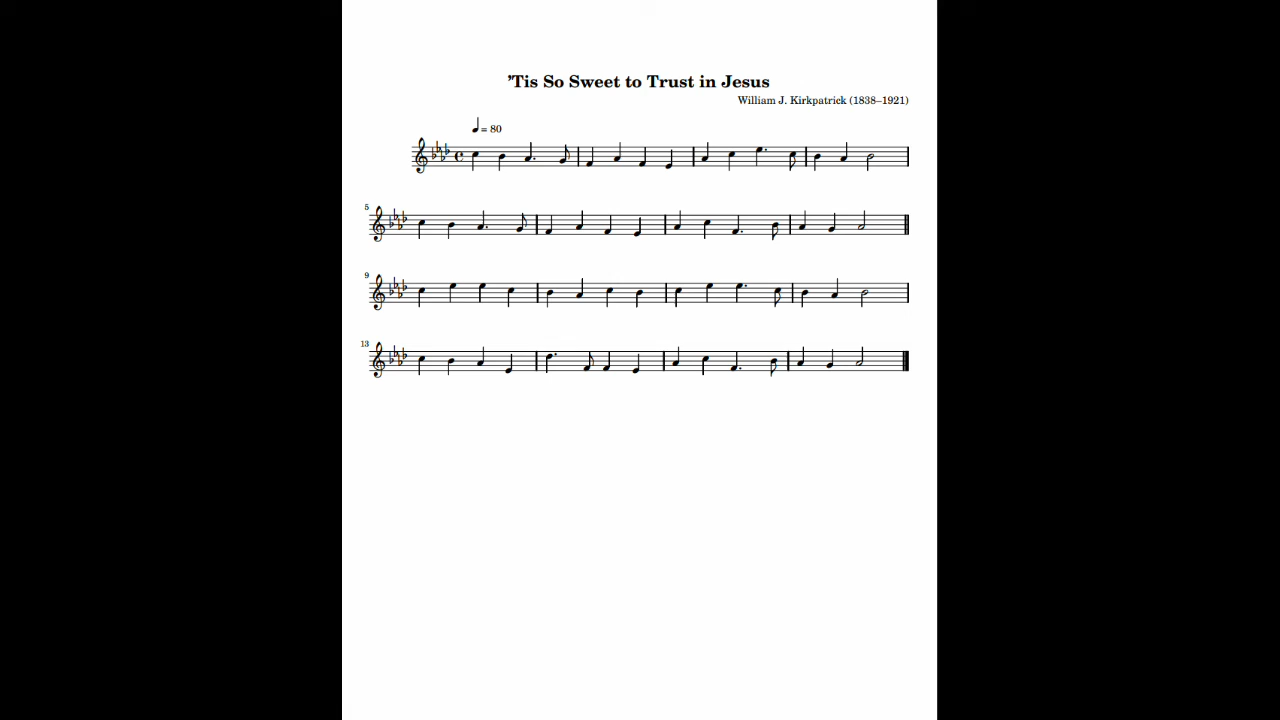 ’Tis So Sweet to Trust in Jesus
William J. Kirkpatrick (1838–1921)
= 80
5
9
13